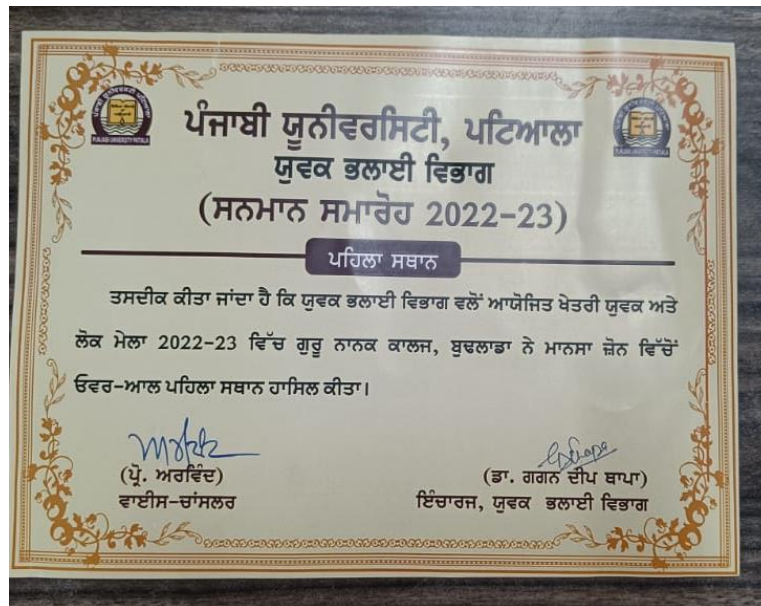 ਪੰਜਾਬੀ ਯੂਨੀਵਰਸਿਟੀ, ਪਟਿਆਲਾ
ਯੁਵਕ ਭਲਾਈ ਵਿਭਾਗ
(ਸਨਮਾਨ ਸਮਾਰੋਹ 2022-23)
ਪਹਿਲਾ ਸਥਾਨ
ਤਸਦੀਕ ਕੀਤਾ ਜਾਂਦਾ ਹੈ ਕਿ ਯੁਵਕ ਭਲਾਈ ਵਿਭਾਗ ਵਲੋਂ ਆਯੋਜਿਤ ਖੇਤਰੀ ਯੁਵਕ ਅਤੇ
ਲੋਕ ਮੇਲਾ 2022-23 ਵਿੱਚ ਗੁਰੂ ਨਾਨਕ ਕਾਲਜ, ਬੁਢਲਾਡਾ ਨੇ ਮਾਨਸਾ ਜ਼ੋਨ ਵਿੱਚੋਂ
ਓਵਰ-ਆਲ ਪਹਿਲਾ ਸਥਾਨ ਹਾਸਿਲ ਕੀਤਾ।
(ਪ੍ਰੋ. ਅਰਵਿੰਦ) (ਡਾ. ਗਗਨ ਦੀਪ ਥਾਪਾ)
ਵਾਈਸ-ਚਾਂਸਲਰ ਇੰਚਾਰਜ, ਯੁਵਕ ਭਲਾਈ ਵਿਭਾਗ